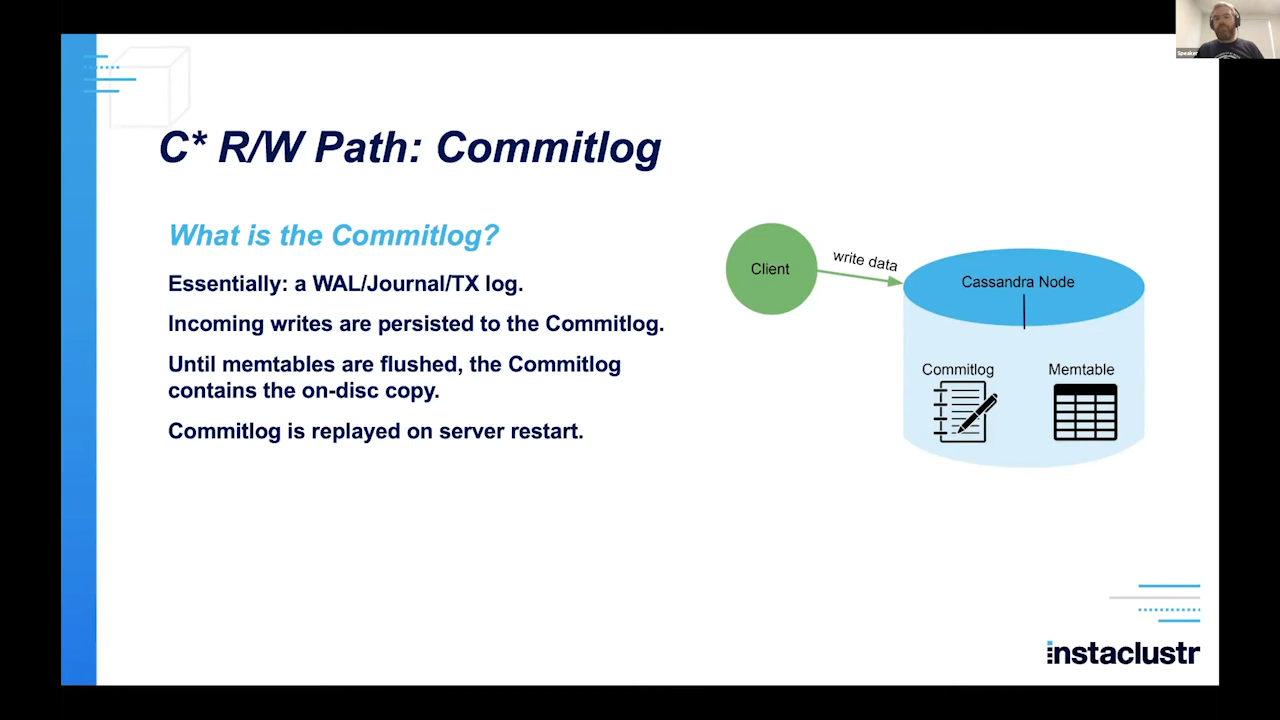 Speaker
C* R/W Path: Commitlog
What is the Commitlog?
Essentially: a WAL/Journal/TX log.
Incoming writes are persisted to the Commitlog.
Until memtables are flushed, the Commitlog
contains the on-disc copy.
Commitlog is replayed on server restart.
Client
write data
Cassandra Node
Commitlog
Memtable
instaclustr